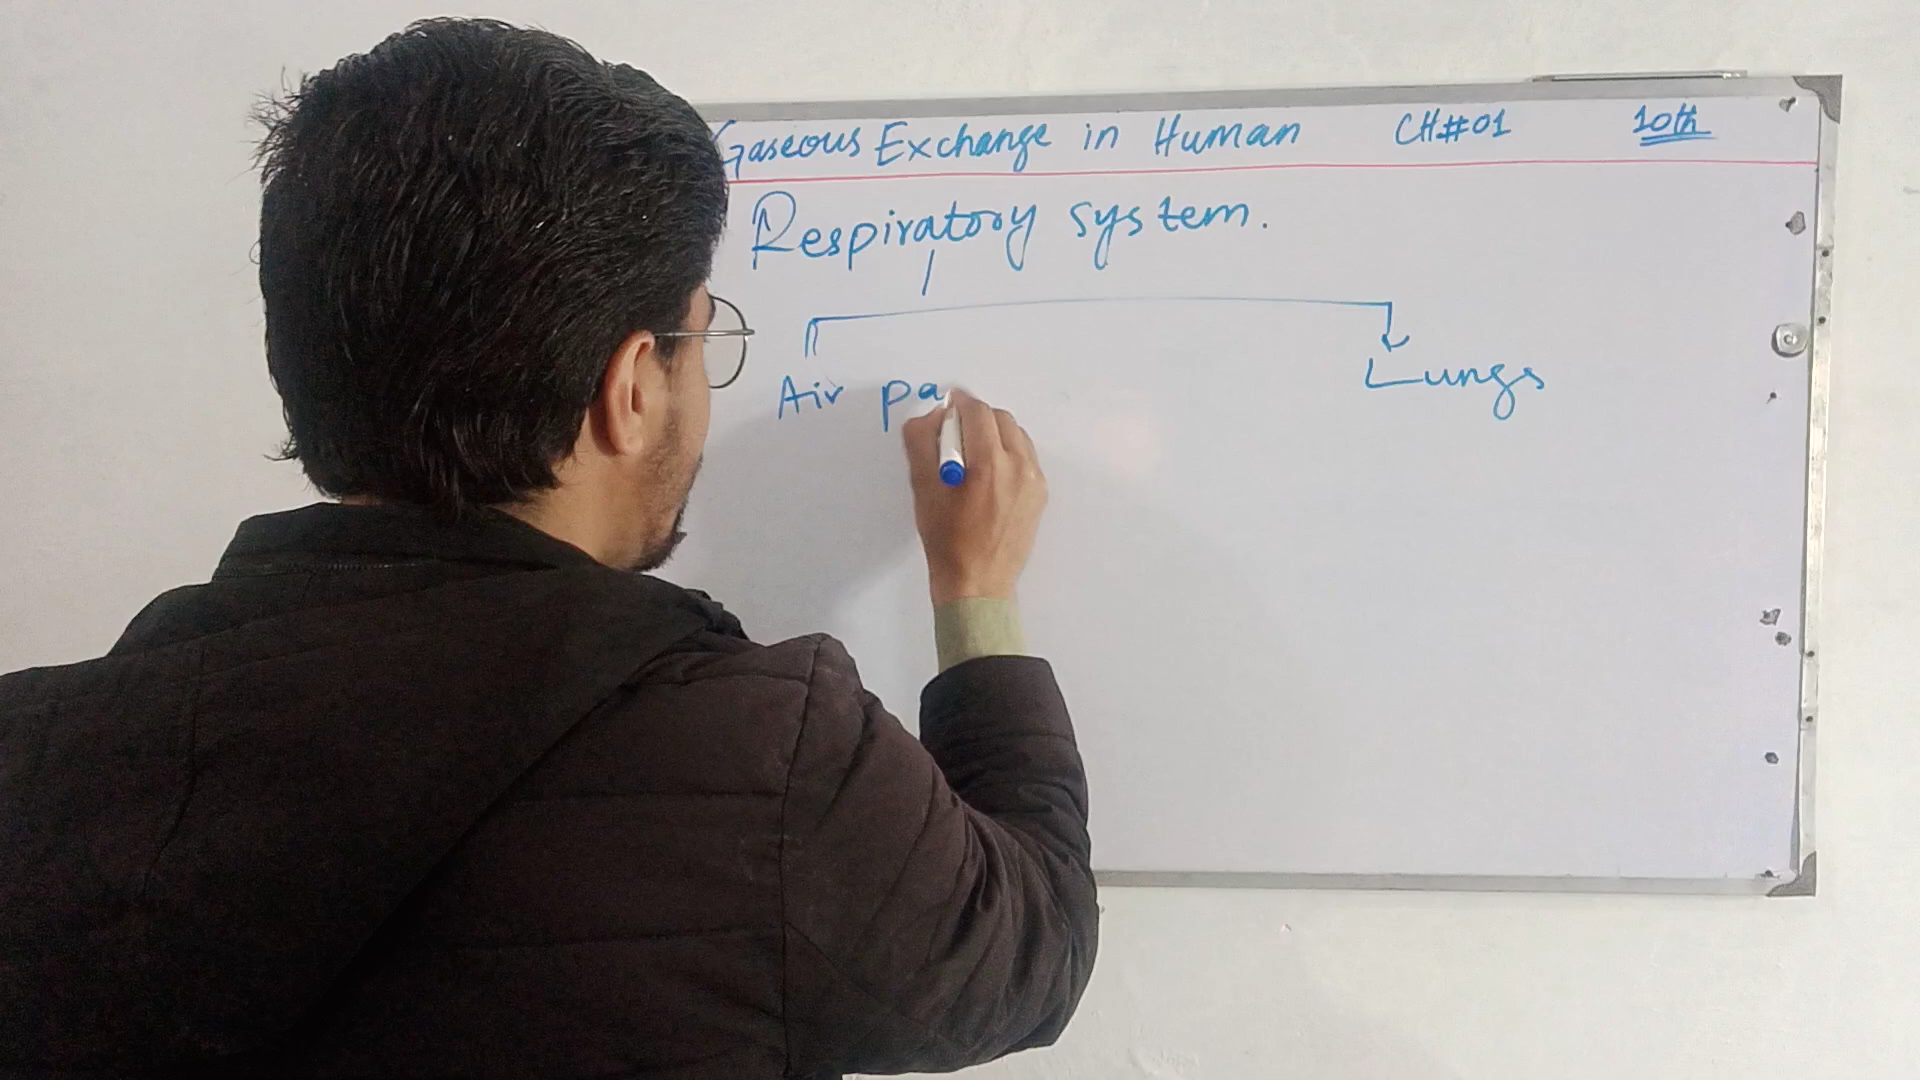 Gaseous Exchange in Human CH#01 10th
Respiratory system.
Air pa Lungs